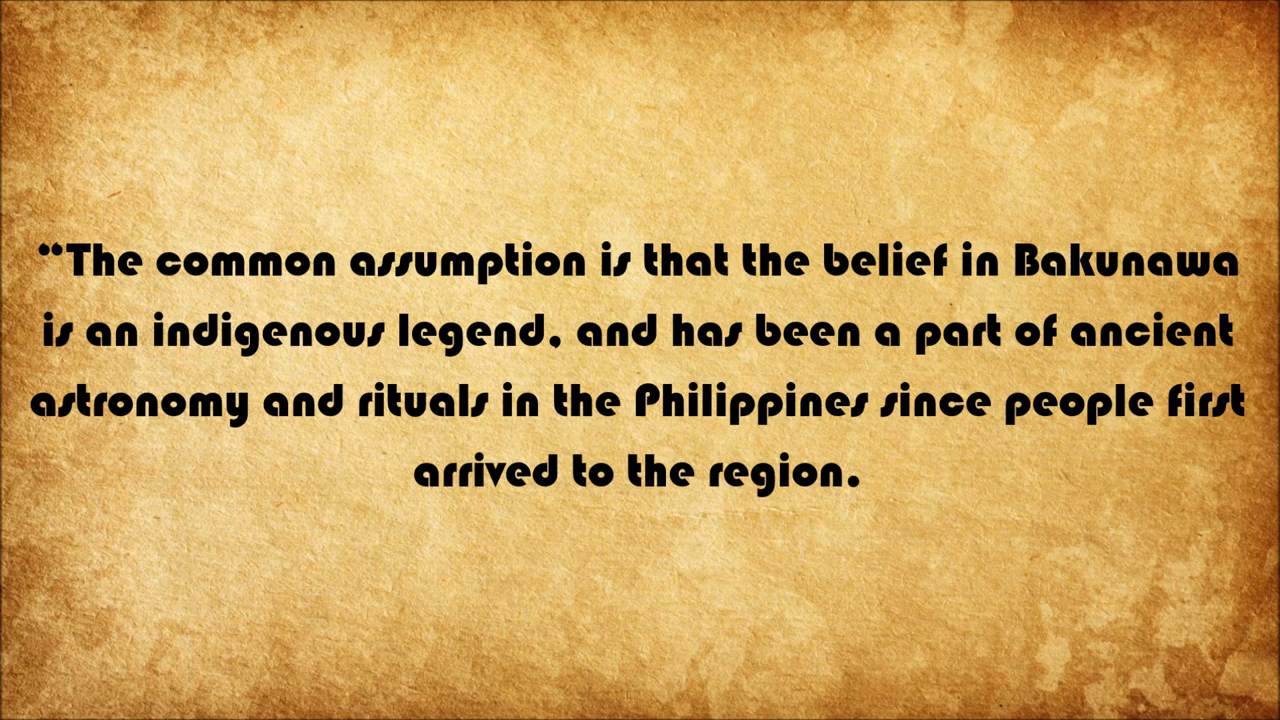 “The common assumption is that the belief in Bakunawa
is an indigenous legend, and has been a part of ancient
astronomy and rituals in the Philippines since people first
arrived to the region.